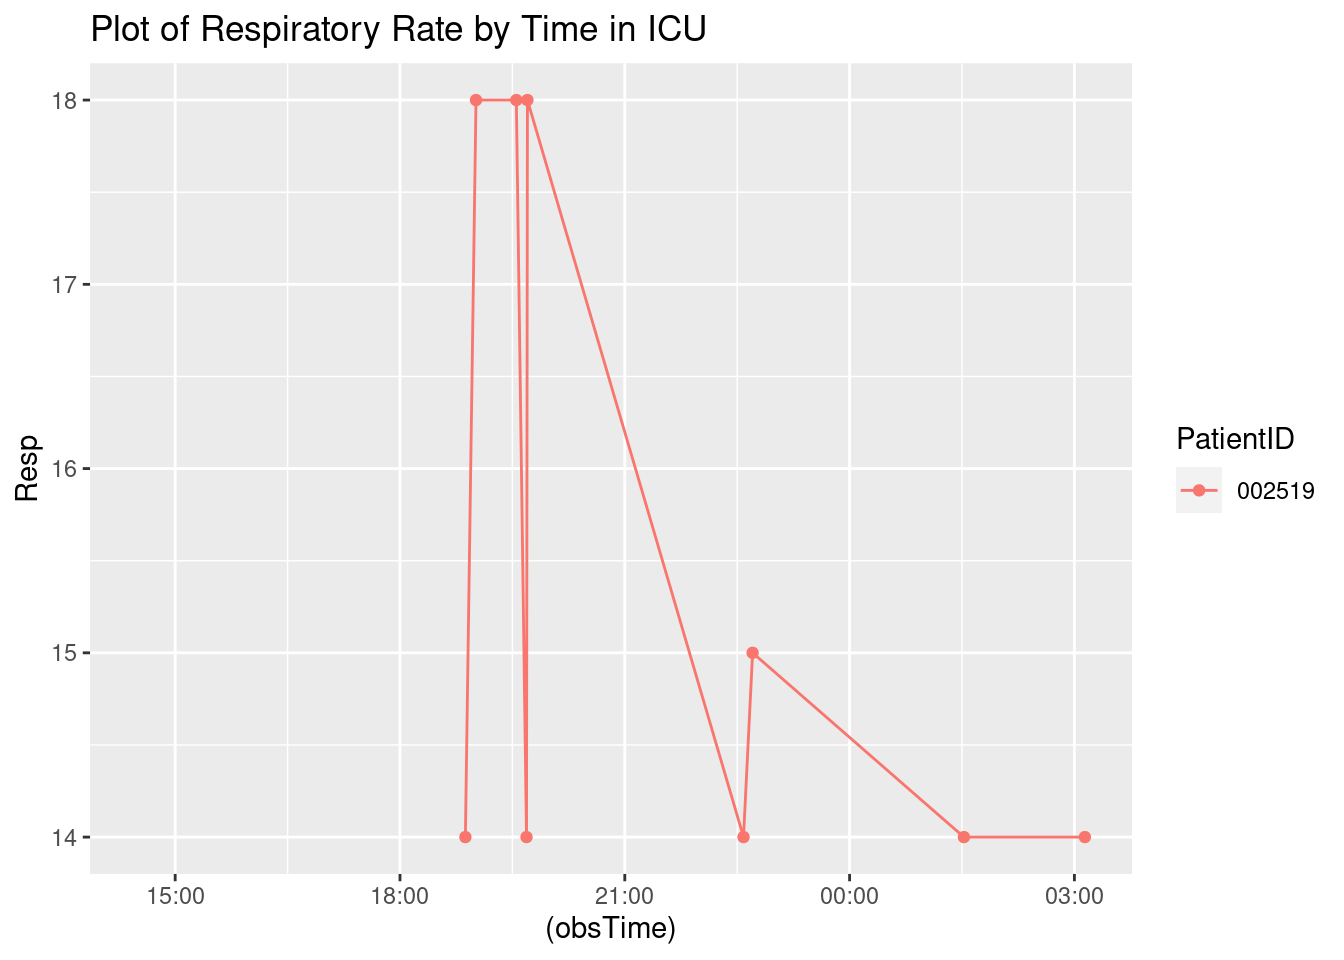 Plot of Respiratory Rate by Time in ICU
18
17
16
15
14
Resp
15:00 18:00 21:00 00:00 03:00
(obsTime)
PatientID
002519